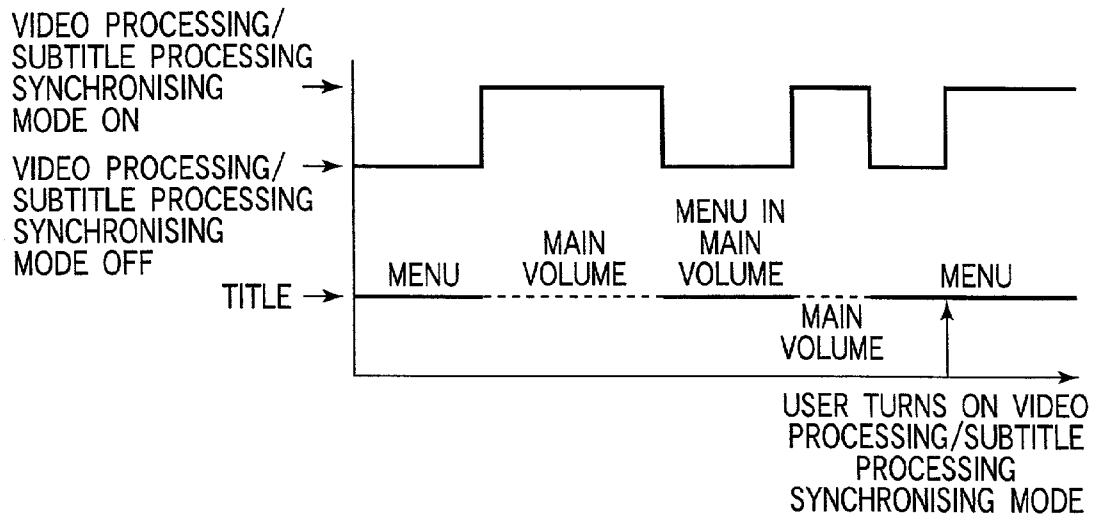 VIDEO PROCESSING/
SUBTITLE PROCESSING
SYNCHRONISING
MODE ON
VIDEO PROCESSING/
SUBTITLE PROCESSING
SYNCHRONISING
MODE OFF
TITLE
MENU
MAIN
VOLUME
MENU IN
MAIN
VOLUME
MAIN
VOLUME
MENU
USER TURNS ON VIDEO
PROCESSING/SUBTITLE
PROCESSING
SYNCHRONISING MODE